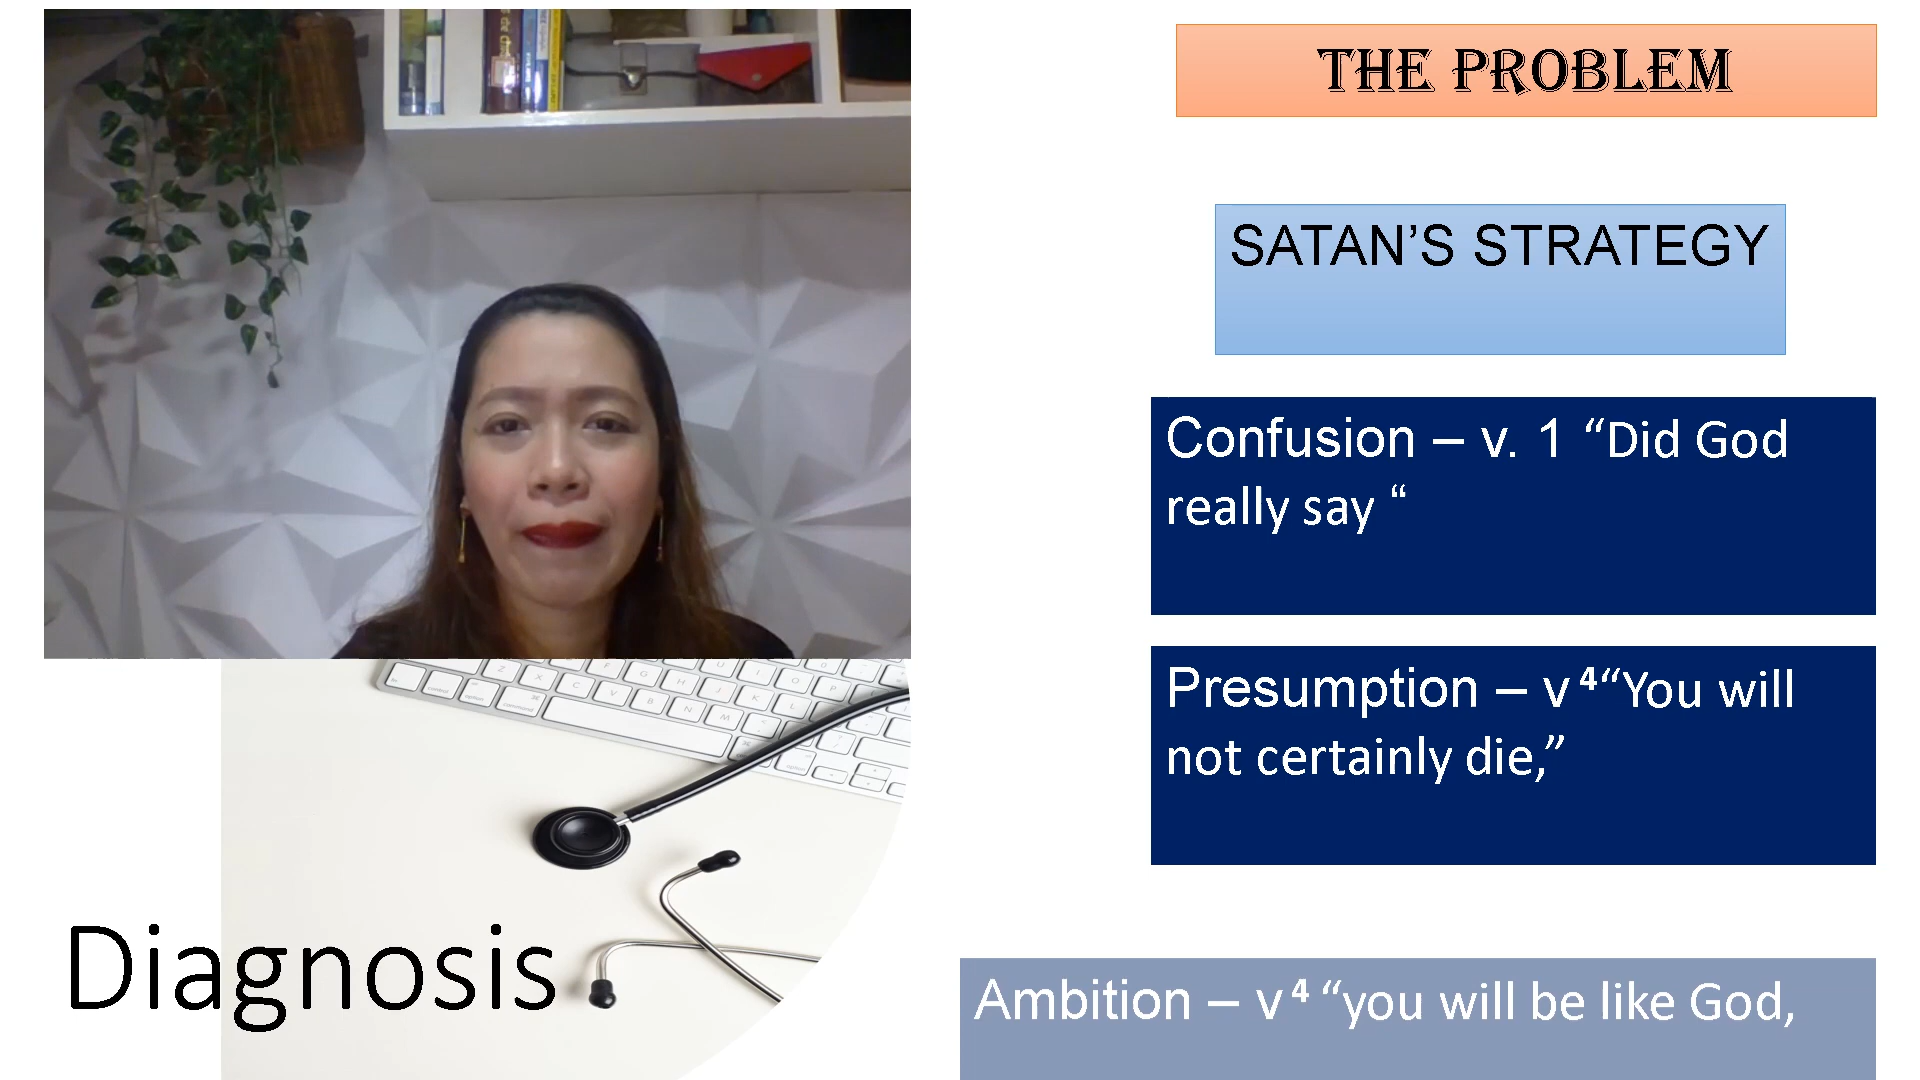 THE PROBLEM
SATAN’S STRATEGY
Confusion – v. 1 “Did God
really say “
Presumption – v 4“You will
not certainly die,”
Ambition – v 4 “you will be like God,
Diagnosis